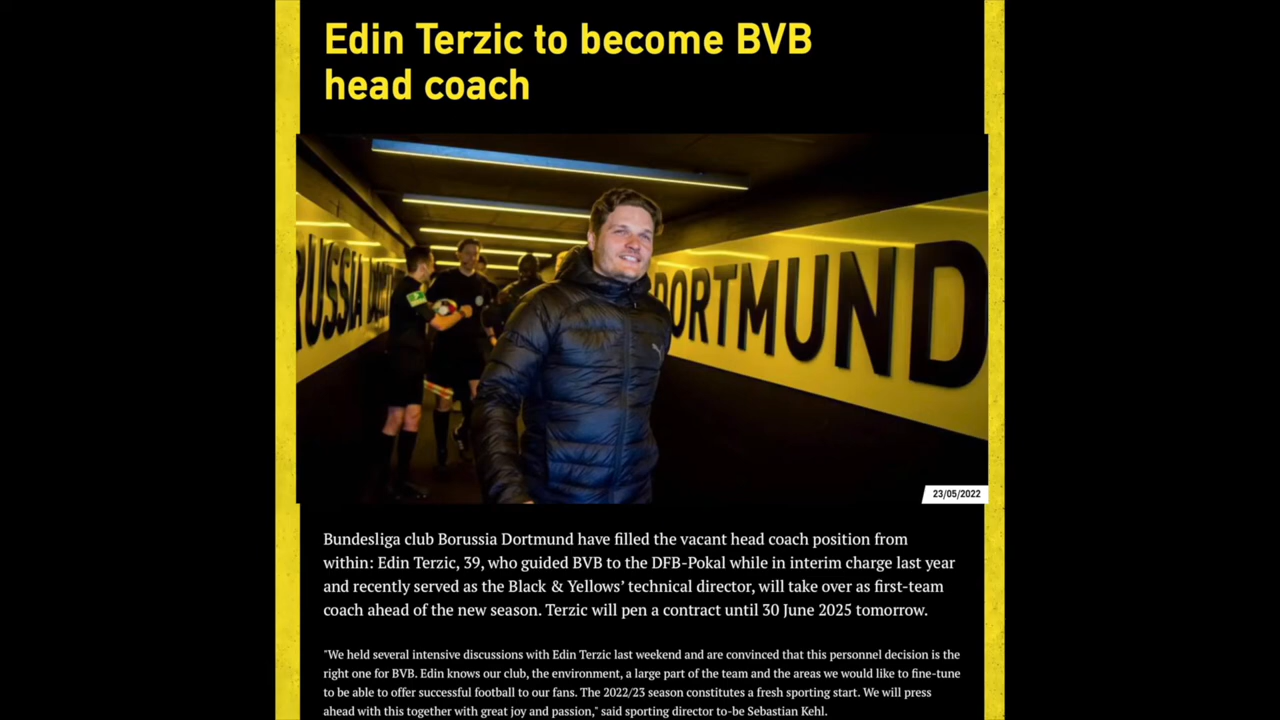 Edin Terzic to become BVB
head coach
RUSSIA DORT
DORTMUND
23/05/2022
Bundesliga club Borussia Dortmund have filled the vacant head coach position from
within: Edin Terzic, 39, who guided BVB to the DFB-Pokal while in interim charge last year
and recently served as the Black & Yellows’ technical director, will take over as first-team
coach ahead of the new season. Terzic will pen a contract until 30 June 2025 tomorrow.
"We held several intensive discussions with Edin Terzic last weekend and are convinced that this personnel decision is the
right one for BVB. Edin knows our club, the environment, a large part of the team and the areas we would like to fine-tune
to be able to offer successful football to our fans. The 2022/23 season constitutes a fresh sporting start. We will press
ahead with this together with great joy and passion," said sporting director to-be Sebastian Kehl.